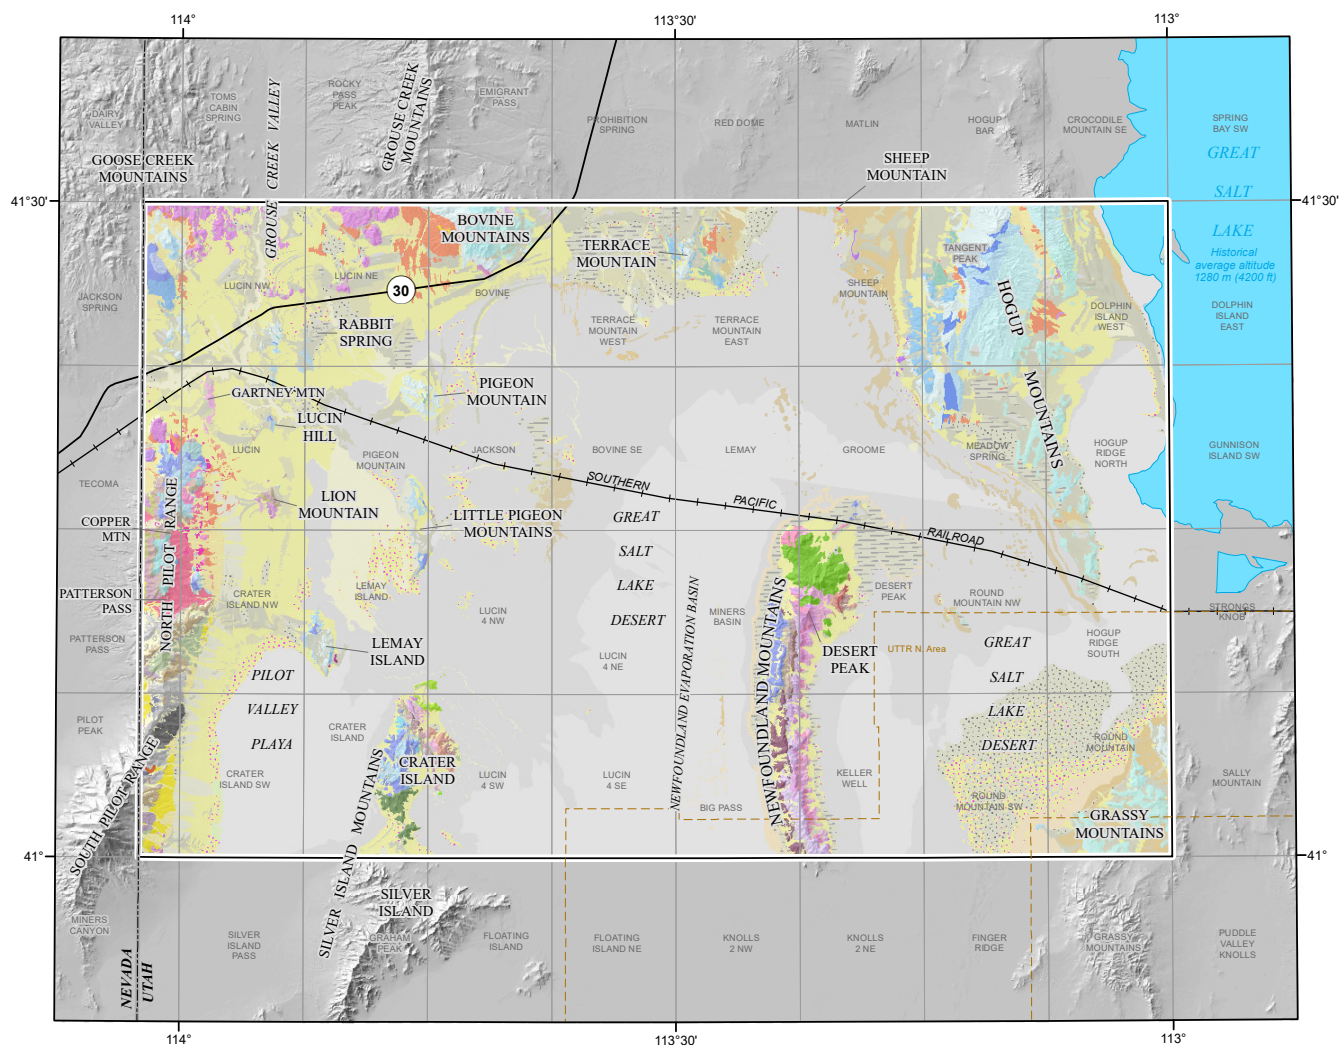 114°
113°30'
113°
DAIRY
VALLEY
TOMS
CABIN
SPRING
GROUSE CREEK VALLEY
ROCKY
PASS
PEAK
GROUSE CREEK
MOUNTAINS
EMIGRANT
PASS
PROHIBITION
SPRING
RED DOME
MATLIN
HOGUP
BAR
CROCODILE
MOUNTAIN SE
SPRING
BAY SW
GREAT
SALT
LAKE
Historical
average altitude
1280 m (4200 ft)
GOOSE CREEK
MOUNTAINS
SHEEP
MOUNTAIN
41°30'
41°30'
BOVINE
MOUNTAINS
TERRACE
MOUNTAIN
TANGENT
PEAK
JACKSON
SPRING
LUCIN NW
LUCIN NE
30
BOVINE
SHEEP
MOUNTAIN
HOGUP
MOUNTAINS
DOLPHIN
ISLAND
WEST
DOLPHIN
ISLAND
EAST
RABBIT
SPRING
TERRACE
MOUNTAIN
WEST
TERRACE
MOUNTAIN
EAST
GARTNEY MTN
PIGEON
MOUNTAIN
LUCIN
HILL
LUCIN
PIGEON
MOUNTAIN
JACKSON
BOVINE SE
LEMAY
GROOME
MEADOW
SPRING
HOGUP
RIDGE
NORTH
GUNNISON
ISLAND SW
TECOMA
SOUTHERN
PACIFIC
RAILROAD
LION
MOUNTAIN
LITTLE PIGEON
MOUNTAINS
COPPER
MTN
NORTH PILOT RANGE
GREAT
SALT
LAKE
DESERT
PATTERSON
PASS
CRATER
ISLAND NW
LEMAY
ISLAND
LUCIN
4 NW
NEWFOUNDLAND EVAPORATION BASIN
MINERS
BASIN
NEWFOUNDLAND MOUNTAINS
DESERT
PEAK
ROUND
MOUNTAIN NW
STRONGS
KNOB
PATTERSON
PASS
LEMAY
ISLAND
LUCIN
4 NE
DESERT
PEAK
UTTR N. Area
GREAT
SALT
LAKE
DESERT
HOGUP
RIDGE
SOUTH
PILOT
VALLEY
PLAYA
PILOT
PEAK
CRATER
ISLAND
ROUND
MOUNTAIN
CRATER
ISLAND SW
CRATER
ISLAND
LUCIN
4 SW
LUCIN
4 SE
BIG PASS
KELLER
WELL
ROUND
MOUNTAIN SW
SALLY
MOUNTAIN
SOUTH PILOT RANGE
SILVER ISLAND MOUNTAINS
GRASSY
MOUNTAINS
41°
41°
SILVER
ISLAND
MINERS
CANYON
SILVER
ISLAND
PASS
GRAHAM
PEAK
FLOATING
ISLAND
FLOATING
ISLAND NE
KNOLLS
2 NW
KNOLLS
2 NE
FINGER
RIDGE
GRASSY
MOUNTAINS
PUDDLE
VALLEY
KNOLLS
NEVADA
UTAH
114°
113°30'
113°